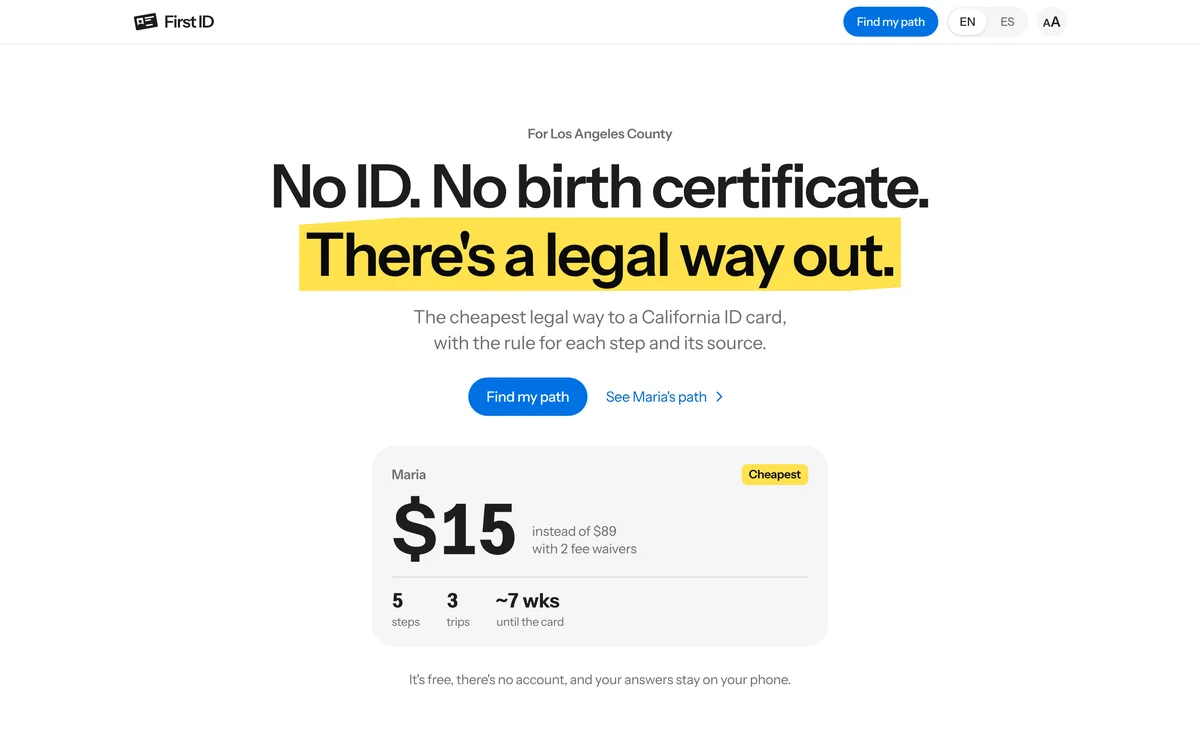 First ID
Find my path
EN
ES
AA
For Los Angeles County
No ID. No birth certificate.
There's a legal way out.
The cheapest legal way to a California ID card,
with the rule for each step and its source.
Find my path
See Maria's path
Maria
Cheapest
$15
instead of $89
with 2 fee waivers
5
steps
3
trips
~7 wks
until the card
It's free, there's no account, and your answers stay on your phone.